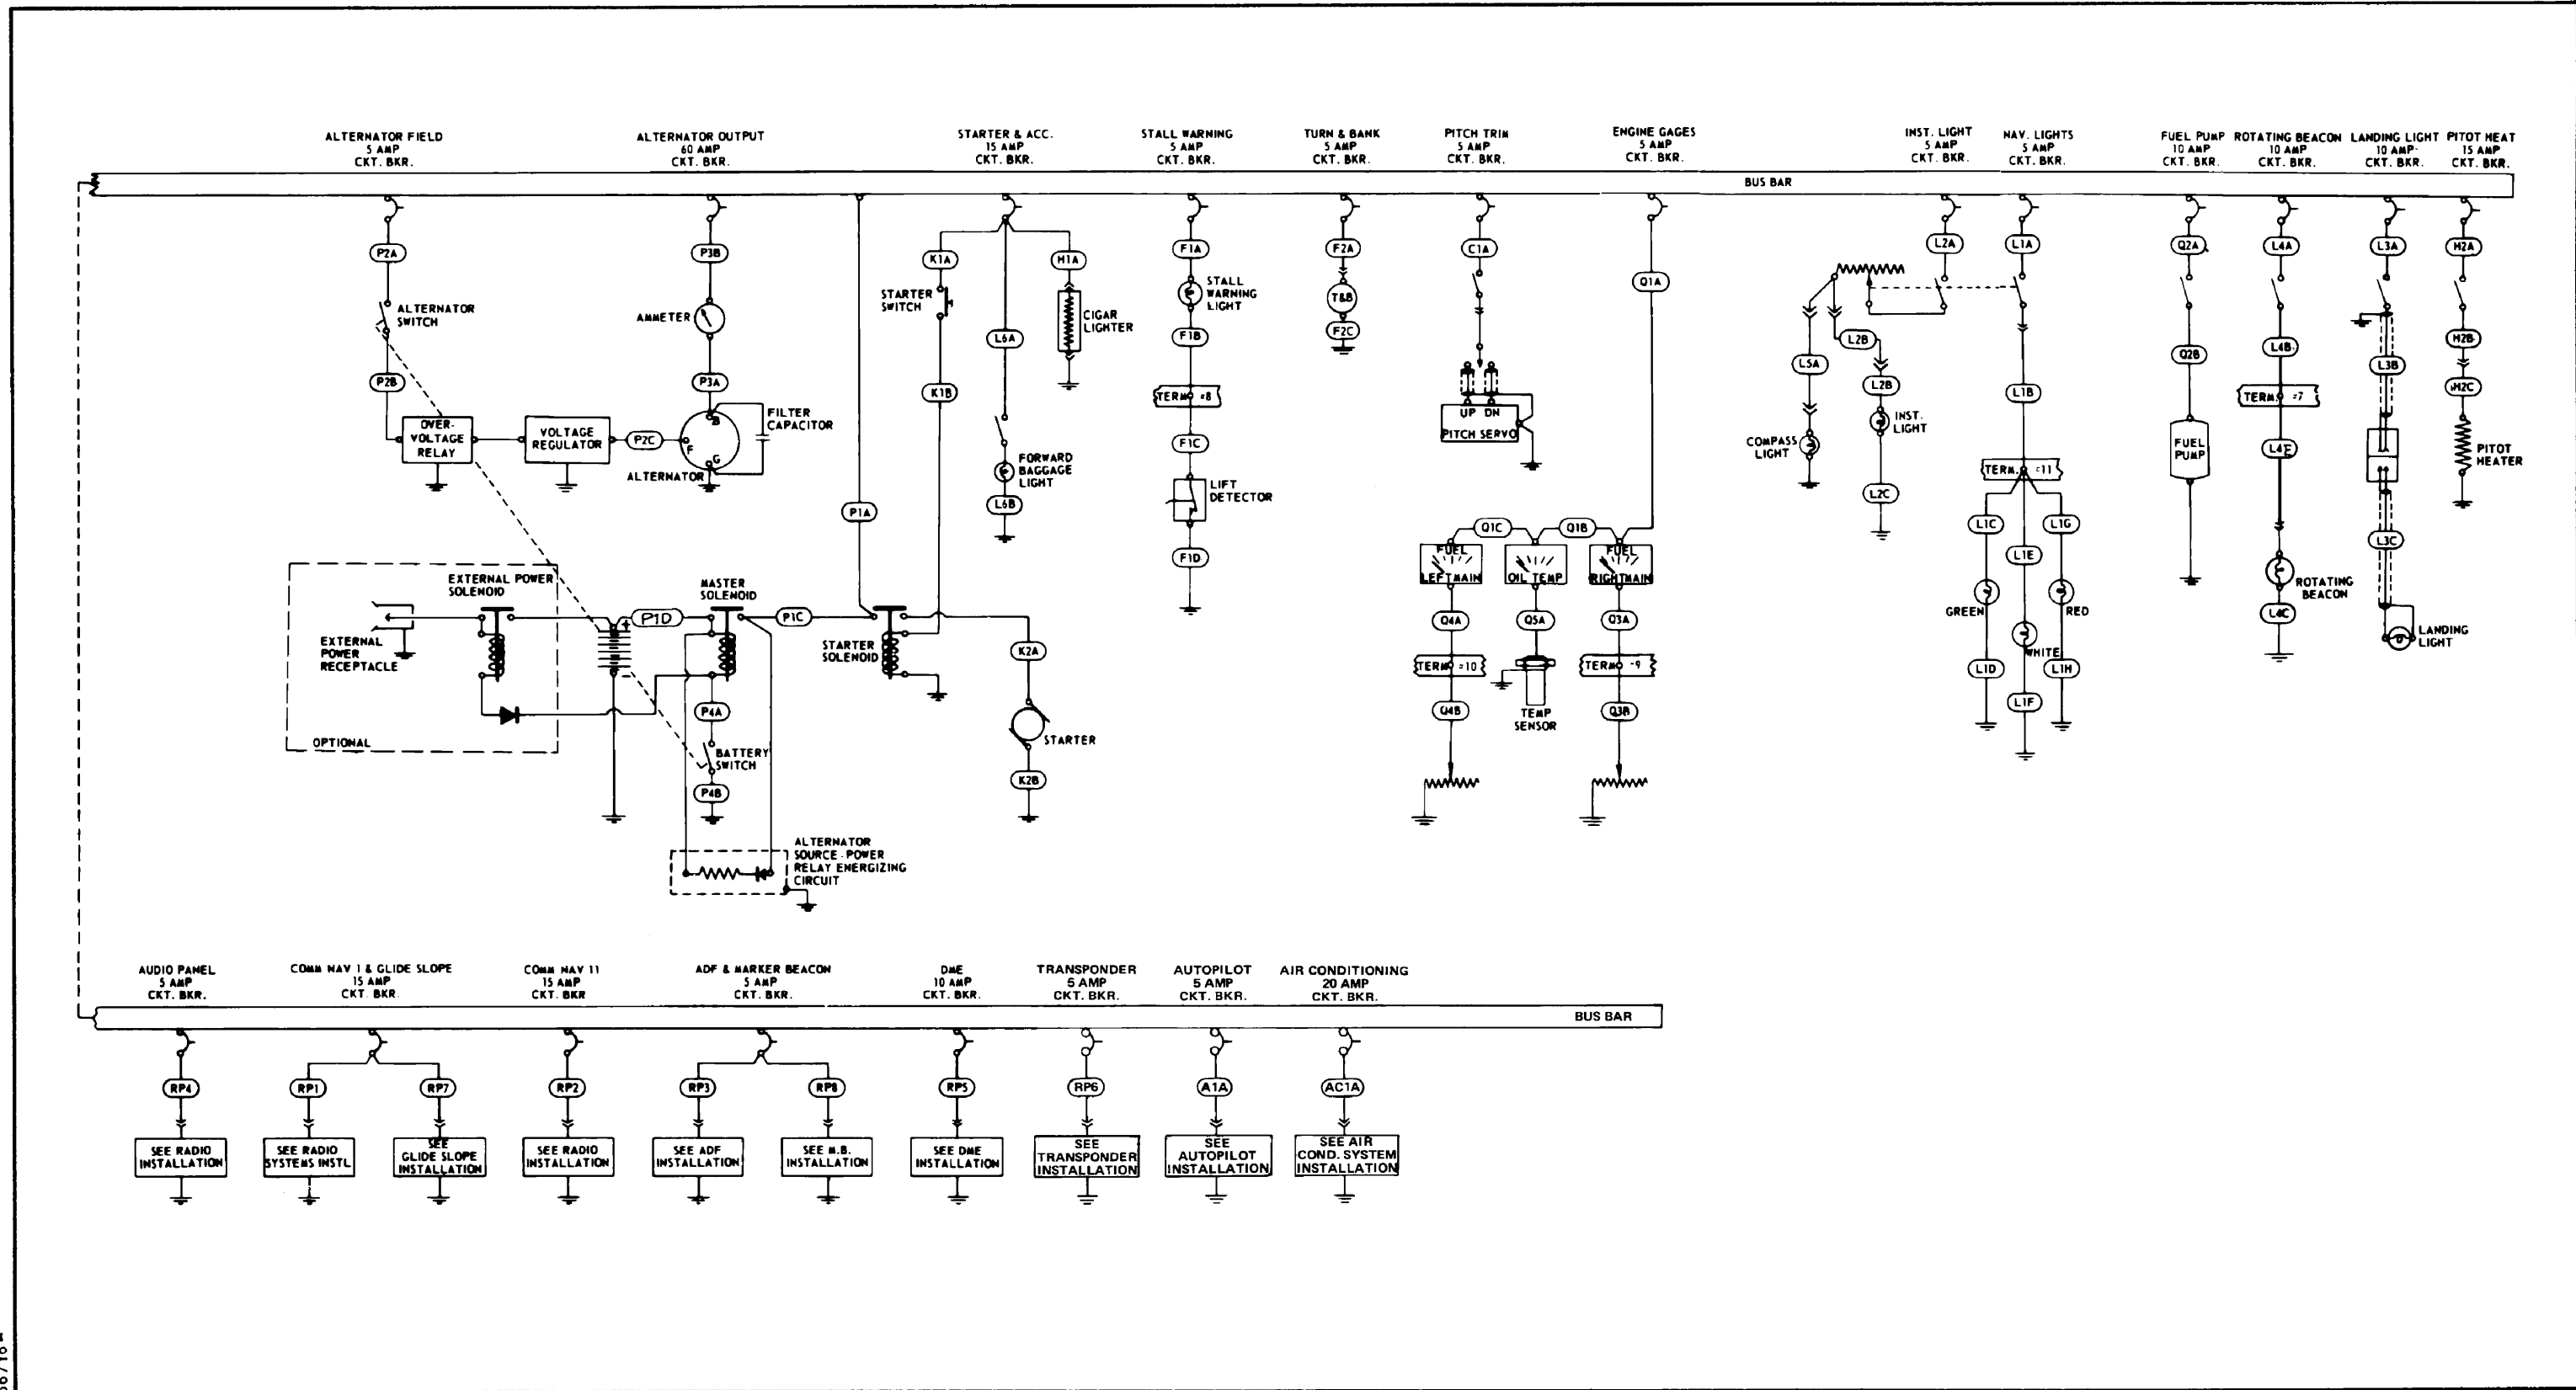 ALTERNATOR FIELD
5 AMP
CKT. BKR.
ALTERNATOR OUTPUT
60 AMP
CKT. BKR.
STARTER & ACC.
15 AMP
CKT. BKR.
STALL WARNING
5 AMP
CKT. BKR.
TURN & BANK
5 AMP
CKT. BKR.
PITCH TRIM
5 AMP
CKT. BKR.
ENGINE GAGES
5 AMP
CKT. BKR.
INST. LIGHT
5 AMP
CKT. BKR.
NAV. LIGHTS
5 AMP
CKT. BKR.
FUEL PUMP
10 AMP
CKT. BKR.
ROTATING BEACON
10 AMP
CKT. BKR.
LANDING LIGHT
10 AMP
CKT. BKR.
PITOT HEAT
15 AMP
CKT. BKR.
BUS BAR
P2A
ALTERNATOR
SWITCH
P2B
OVER-
VOLTAGE
RELAY
VOLTAGE
REGULATOR
P2C
P3B
AMMETER
P3A
B
F
G
FILTER
CAPACITOR
ALTERNATOR
P1A
K1A
STARTER
SWITCH
K1B
L6A
FORWARD
BAGGAGE
LIGHT
L6B
H1A
CIGAR
LIGHTER
F1A
STALL
WARNING
LIGHT
F1B
TERM. =8
F1C
LIFT
DETECTOR
F1D
F2A
T&B
F2C
C1A
UP DN
PITCH SERVO
Q1A
Q1C
Q1B
FUEL
LEFT MAIN
OIL TEMP
FUEL
RIGHT MAIN
Q4A
Q5A
Q3A
TERM. =10
TERM. =9
TEMP
SENSOR
Q4B
Q3B
L2A
L1A
L2B
L5A
L2B
COMPASS
LIGHT
INST.
LIGHT
L2C
L1B
TERM. =11
L1C
L1G
L1E
GREEN
RED
WHITE
L1D
L1H
L1F
Q2A
Q2B
FUEL
PUMP
L4A
L4B
TERM. =7
L4E
ROTATING
BEACON
L4C
L3A
L3B
L3C
LANDING
LIGHT
H2A
H2B
H2C
PITOT
HEATER
EXTERNAL POWER
SOLENOID
EXTERNAL
POWER
RECEPTACLE
OPTIONAL
+
P1D
-
MASTER
SOLENOID
P1C
STARTER
SOLENOID
K2A
STARTER
K2B
P4A
BATTERY
SWITCH
P4B
ALTERNATOR
SOURCE-POWER
RELAY ENERGIZING
CIRCUIT
AUDIO PANEL
5 AMP
CKT. BKR.
COMM NAV 1 & GLIDE SLOPE
15 AMP
CKT. BKR
COMM NAV 11
15 AMP
CKT. BKR
ADF & MARKER BEACON
5 AMP
CKT. BKR.
DME
10 AMP
CKT. BKR.
TRANSPONDER
5 AMP
CKT. BKR.
AUTOPILOT
5 AMP
CKT. BKR.
AIR CONDITIONING
20 AMP
CKT. BKR.
BUS BAR
RP4
RP1
RP7
RP2
RP3
RP8
RP5
RP6
A1A
AC1A
SEE RADIO
INSTALLATION
SEE RADIO
SYSTEMS INSTL
SEE
GLIDE SLOPE
INSTALLATION
SEE RADIO
INSTALLATION
SEE ADF
INSTALLATION
SEE M.B.
INSTALLATION
SEE DME
INSTALLATION
SEE
TRANSPONDER
INSTALLATION
SEE
AUTOPILOT
INSTALLATION
SEE AIR
COND. SYSTEM
INSTALLATION